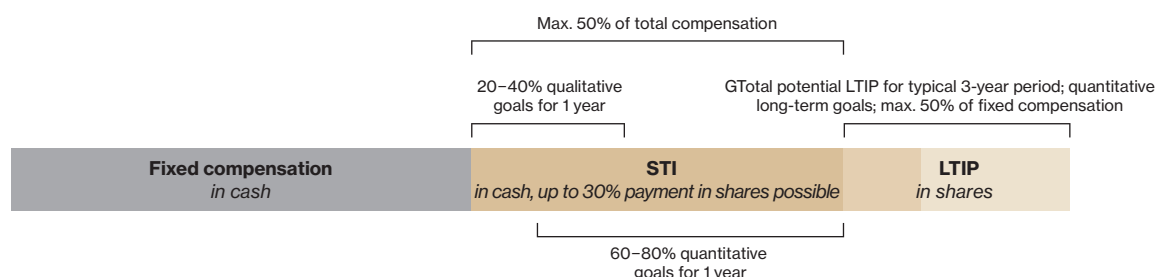 Max. 50% of total compensation
20–40% qualitative
goals for 1 year
GTotal potential LTIP for typical 3-year period; quantitative
long-term goals; max. 50% of fixed compensation
Fixed compensation
in cash
STI
in cash, up to 30% payment in shares possible
LTIP
in shares
60–80% quantitative
goals for 1 year